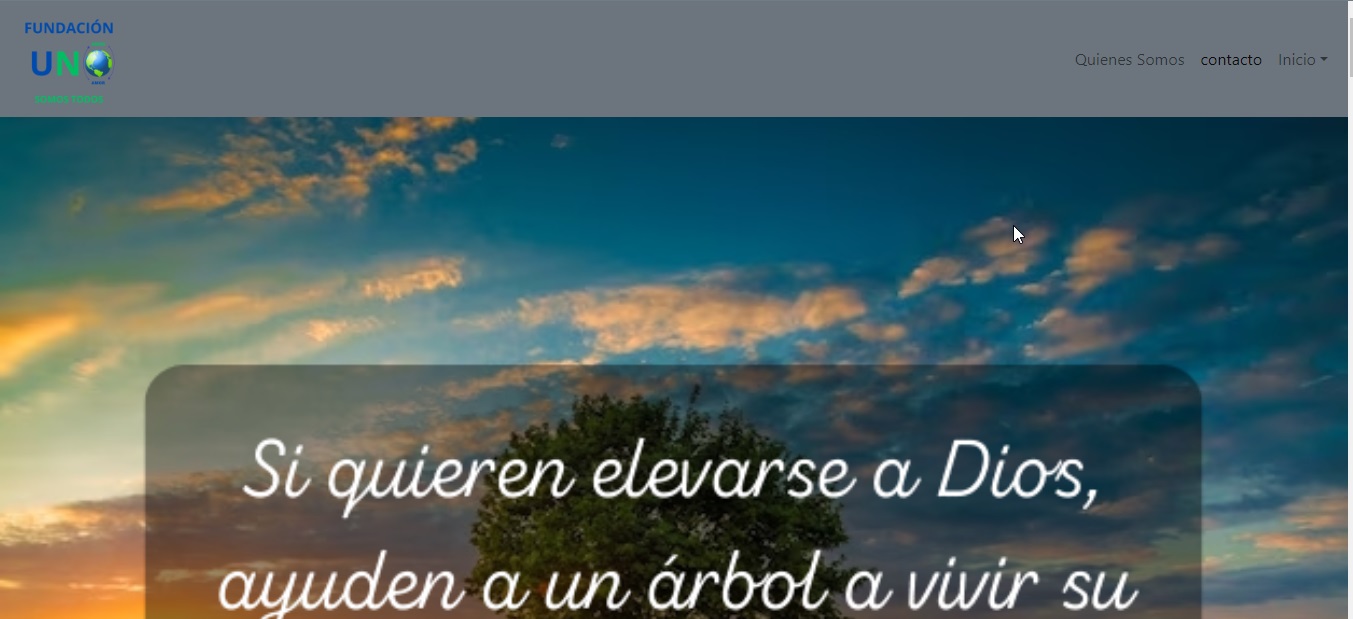 FUNDACIÓN
UNO
SOMOS TODOS
Quienes Somos contacto Inicio
Si quieren elevarse a Dios,
ayuden a un árbol a vivir su